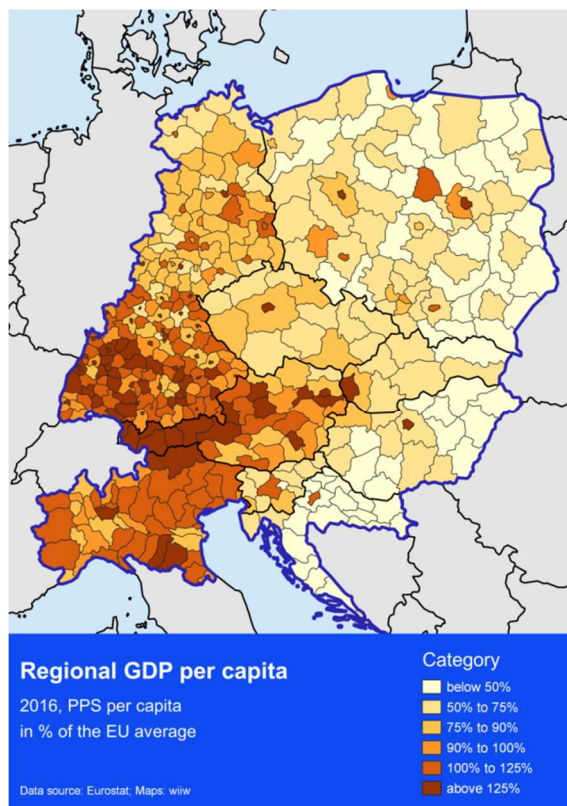 Regional GDP per capita
2016, PPS per capita
in % of the EU average
Data source: Eurostat; Maps: wiiw
Category
below 50%
50% to 75%
75% to 90%
90% to 100%
100% to 125%
above 125%